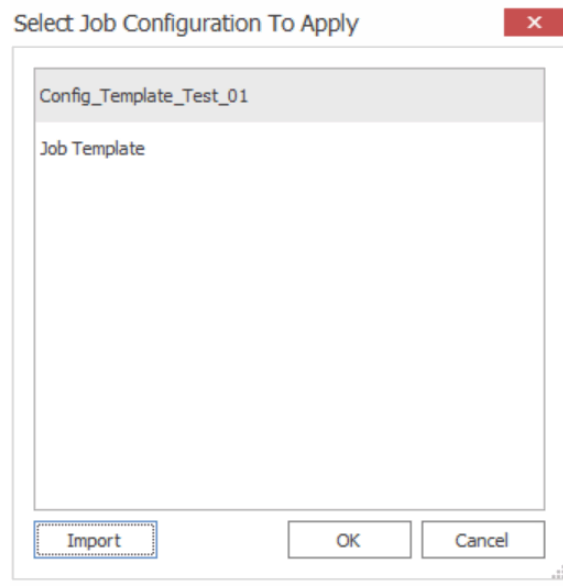 Select Job Configuration To Apply
Config_Template_Test_01
Job Template
Import OK Cancel